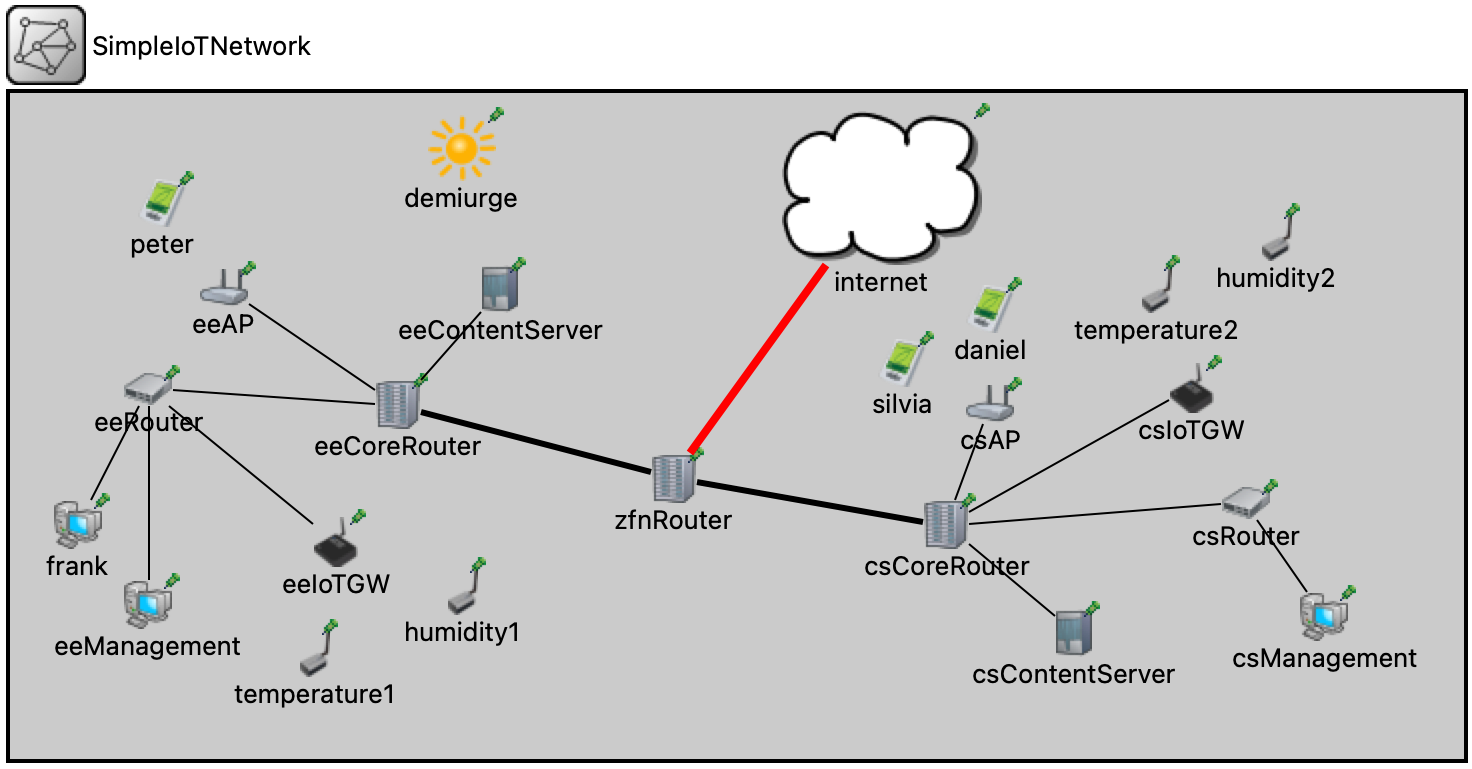 SimpleIoTNetwork
demiurge
peter
humidity2
internet
eeAP
eeContentServer
temperature2
daniel
silvia
eeRouter
csAP
csIoTGW
eeCoreRouter
zfnRouter
csRouter
frank
csCoreRouter
eeIoTGW
humidity1
eeManagement
csManagement
csContentServer
temperature1